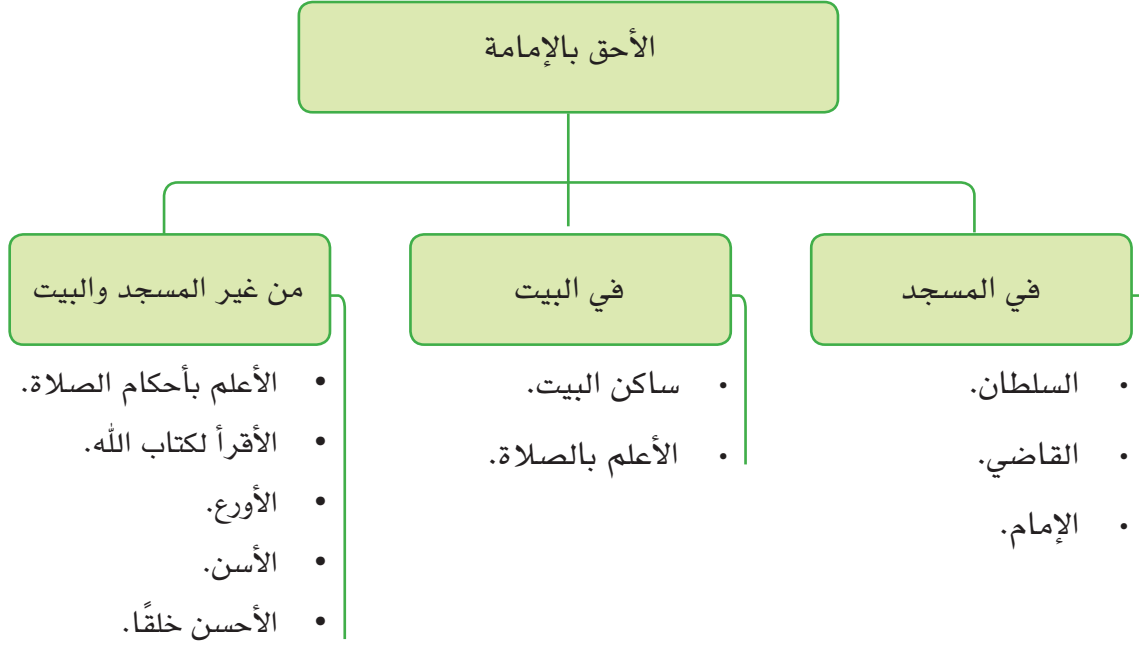 الأحق بالإمامة
في المسجد
• السلطان.
• القاضي.
• الإمام.
في البيت
• ساكن البيت.
• الأعلم بالصلاة.
من غير المسجد والبيت
• الأعلم بأحكام الصلاة.
• الأقرأ لكتاب الله.
• الأورع.
• الأسن.
• الأحسن خلقًا.